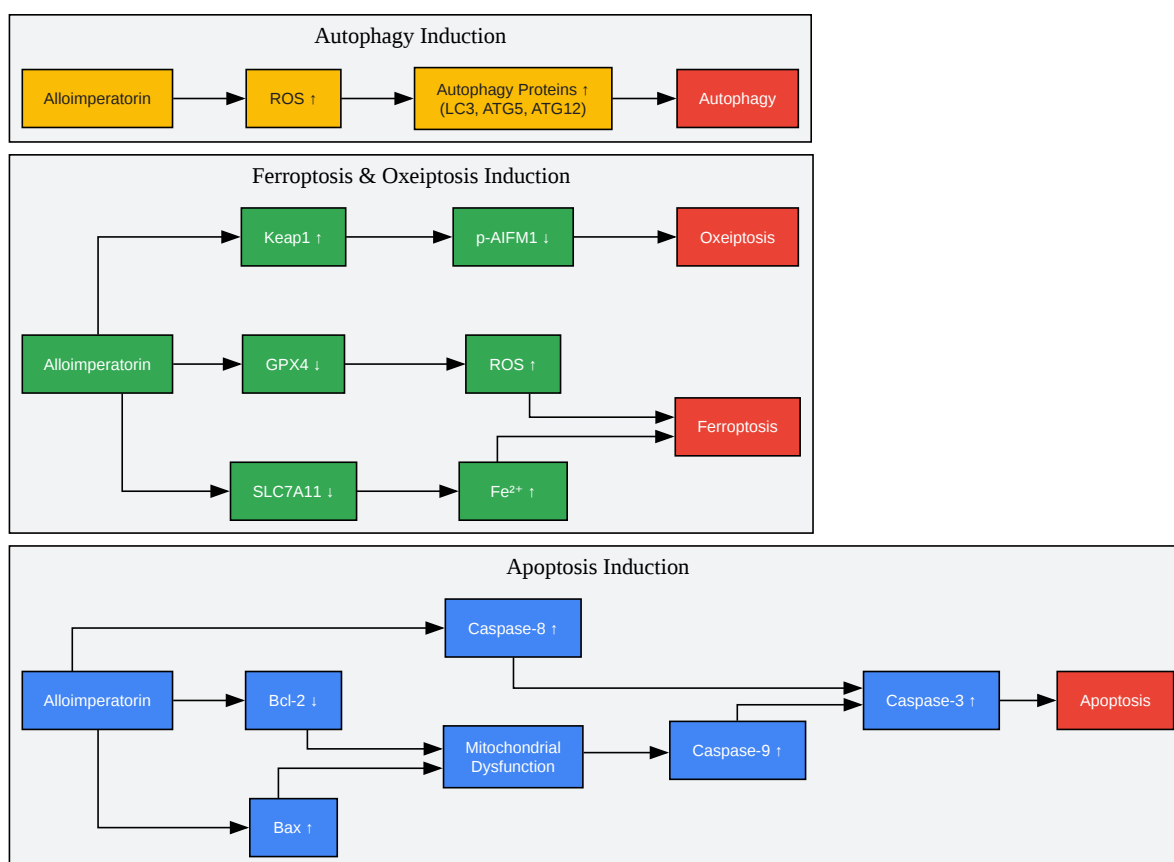 Autophagy Induction
Alloimperatorin
ROS ↑
Autophagy Proteins ↑
(LC3, ATG5, ATG12)
Autophagy
Ferroptosis & Oxeiptosis Induction
Keap1 ↑
p-AIFM1 ↓
Oxeiptosis
Alloimperatorin
GPX4 ↓
ROS ↑
Ferroptosis
SLC7A11 ↓
Fe²⁺ ↑
Apoptosis Induction
Caspase-8 ↑
Alloimperatorin
Bcl-2 ↓
Caspase-3 ↑
Apoptosis
Mitochondrial
Dysfunction
Caspase-9 ↑
Bax ↑